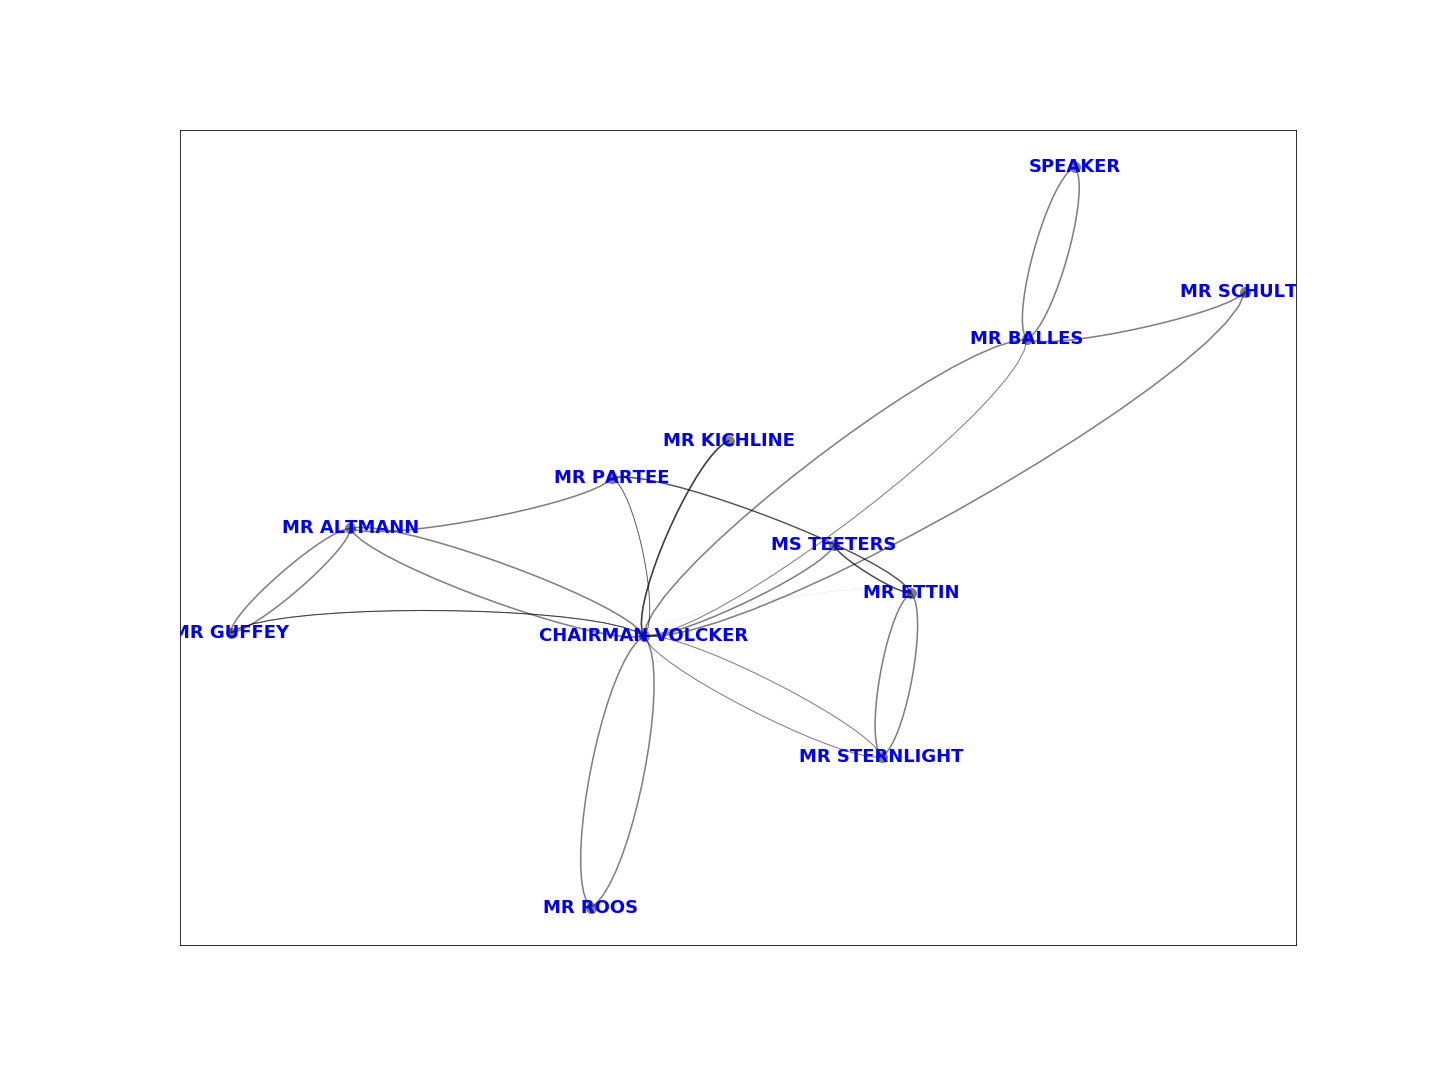 SPEAKER
MR SCHULT
MR BALLES
MR KICHLINE
MR PARTEE
MR ALTMANN
MS TEETERS
MR ETTIN
MR GUFFEY
CHAIRMAN VOLCKER
MR STERNLIGHT
MR ROOS